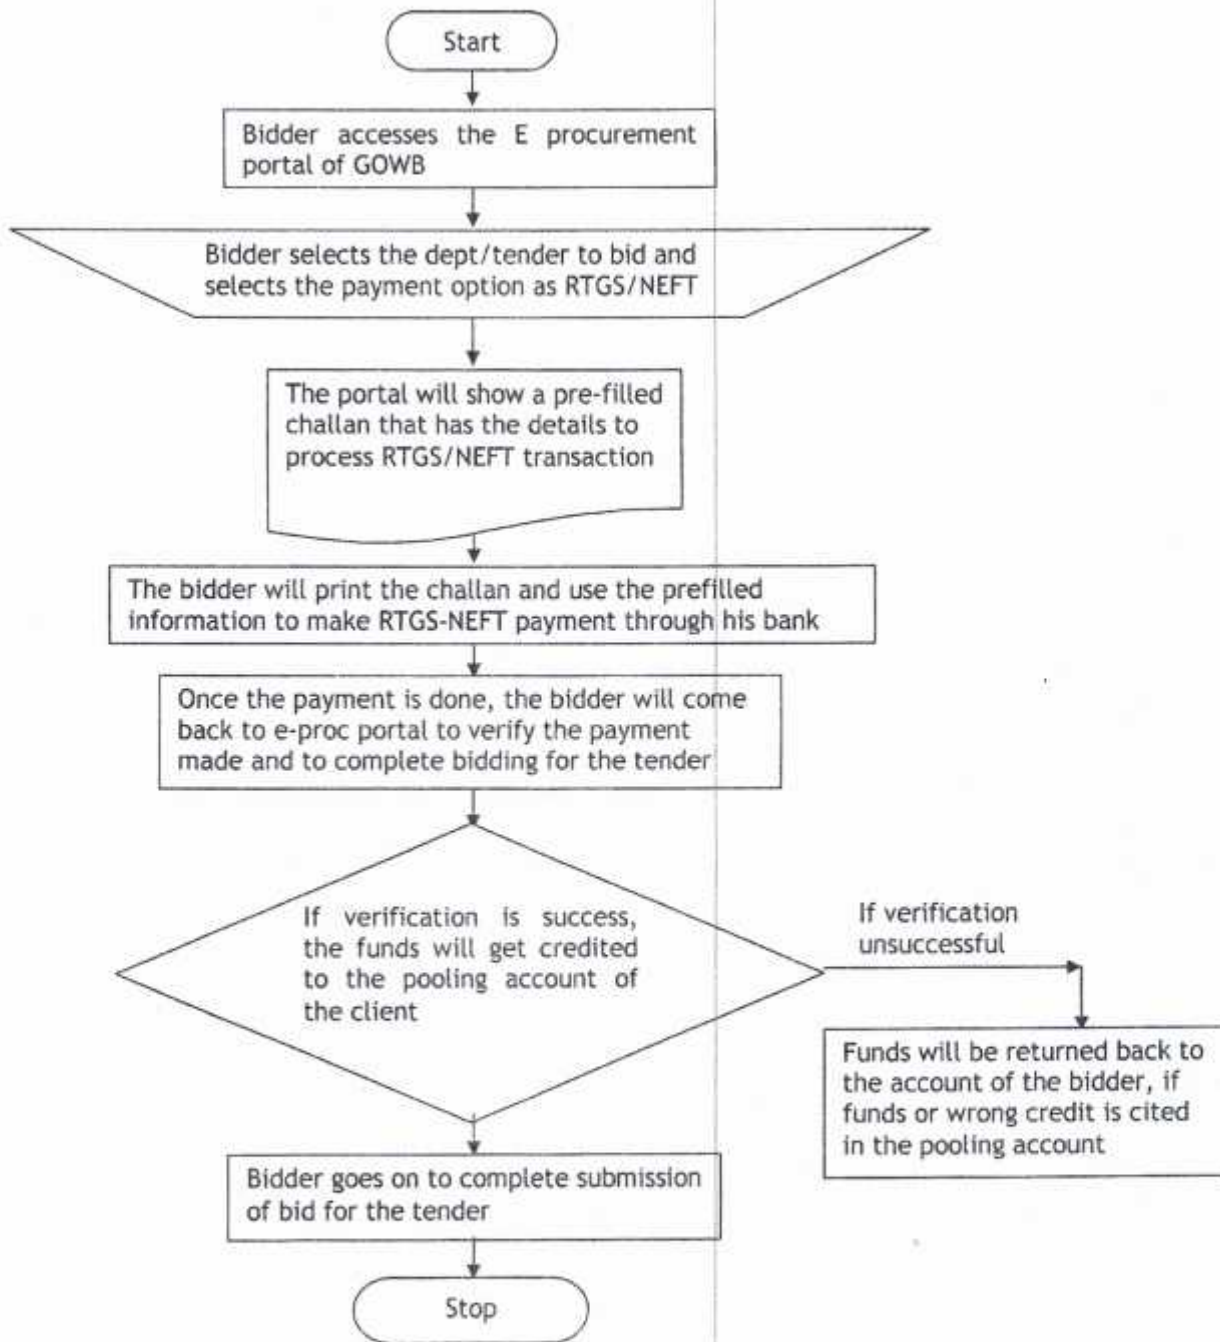 Start
Bidder accesses the E procurement
portal of GOWB
Bidder selects the dept/tender to bid and
selects the payment option as RTGS/NEFT
The portal will show a pre-filled
challan that has the details to
process RTGS/NEFT transaction
The bidder will print the challan and use the prefilled
information to make RTGS-NEFT payment through his bank
Once the payment is done, the bidder will come
back to e-proc portal to verify the payment
made and to complete bidding for the tender
If verification is success,
the funds will get credited
to the pooling account of
the client
If verification
unsuccessful
Funds will be returned back to
the account of the bidder, if
funds or wrong credit is cited
in the pooling account
Bidder goes on to complete submission
of bid for the tender
Stop